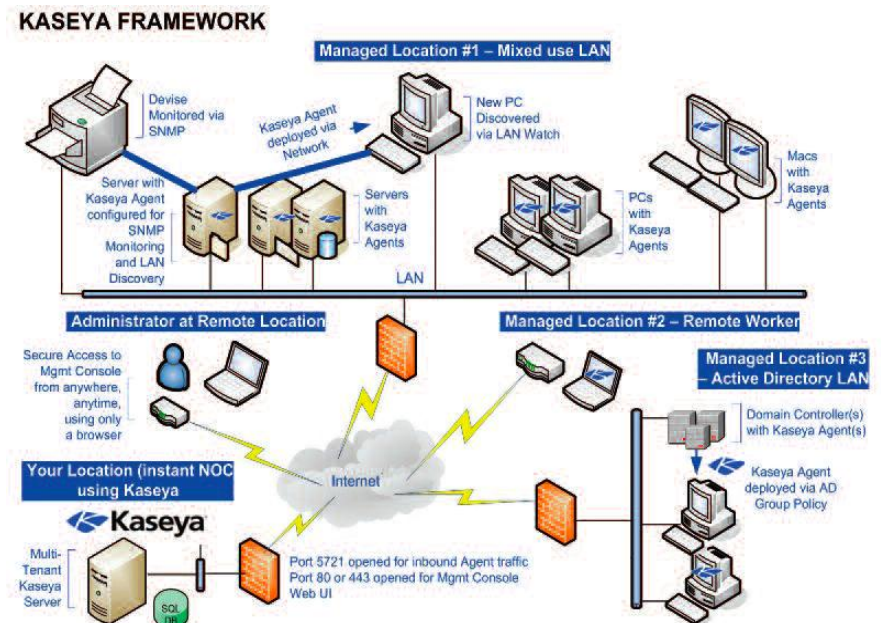 KASEYA FRAMEWORK
Managed Location #1 – Mixed use LAN
Devise
Monitored via
SNMP
Kaseya Agent
deployed via
Network
New PC
Discovered
via LAN Watch
Macs
with
Kaseya
Agents
Server with
Kaseya Agent
configured for
SNMP
Monitoring
and LAN
Discovery
Servers
with
Kaseya
Agents
PCs
with
Kaseya
Agents
LAN
Administrator at Remote Location
Managed Location #2 – Remote Worker
Secure Access to
Mgmt Console
from anywhere,
anytime,
using only
a browser
Managed Location #3
– Active Directory LAN
Domain Controller(s)
with Kaseya Agent(s)
Kaseya Agent
deployed via AD
Group Policy
Internet
Your Location (instant NOC
using Kaseya
Kaseya
Multi-
Tenant
Kaseya
Server
SQL
DB
Port 5721 opened for inbound Agent traffic
Port 80 or 443 opened for Mgmt Console
Web UI